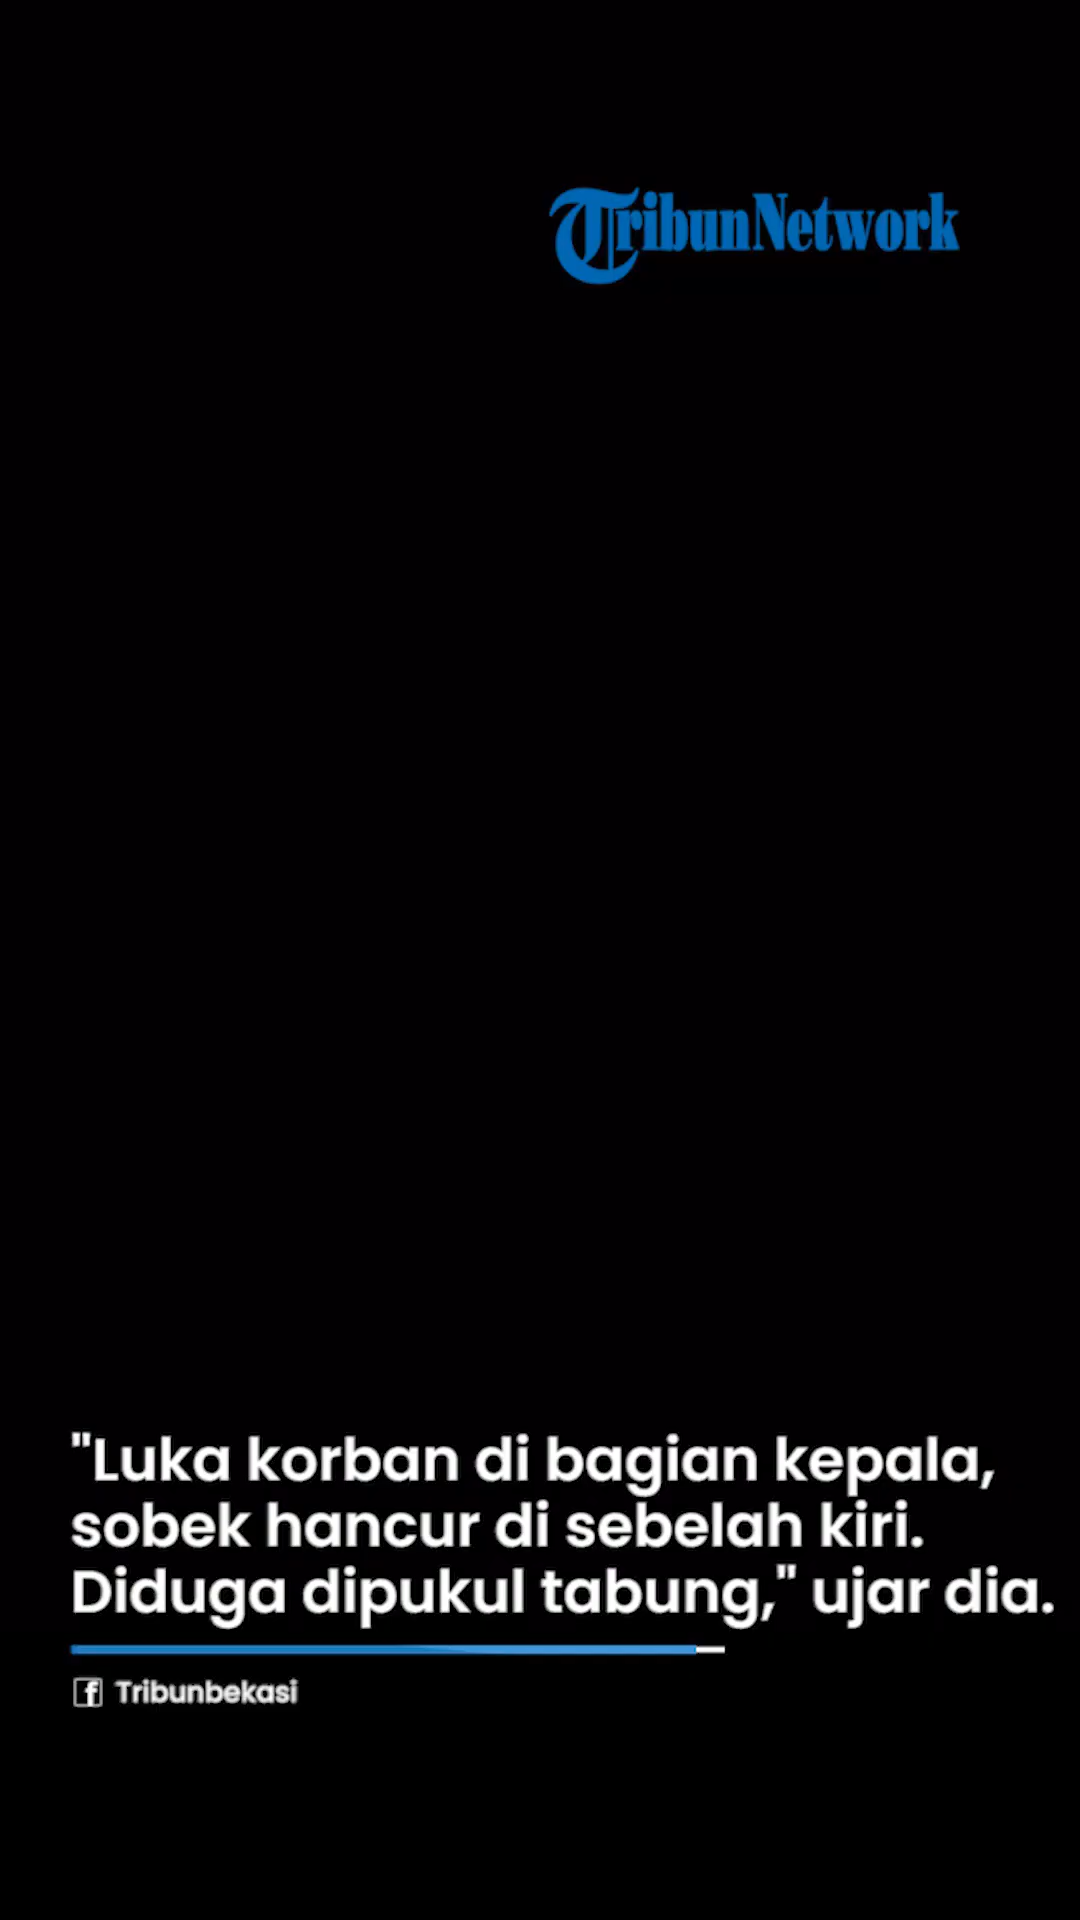 TribunNetwork
"Luka korban di bagian kepala,
sobek hancur di sebelah kiri.
Diduga dipukul tabung," ujar dia.
f Tribunbekasi